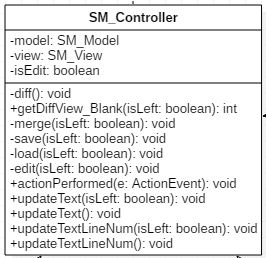 SM_Controller
-model: SM_Model
-view: SM_View
-isEdit: boolean
-diff(): void
+getDiffView_Blank(isLeft: boolean): int
-merge(isLeft: boolean): void
-save(isLeft: boolean): void
-load(isLeft: boolean): void
-edit(isLeft: boolean): void
+actionPerformed(e: ActionEvent): void
+updateText(isLeft: boolean): void
+updateText(): void
+updateTextLineNum(isLeft: boolean): void
+updateTextLineNum(): void